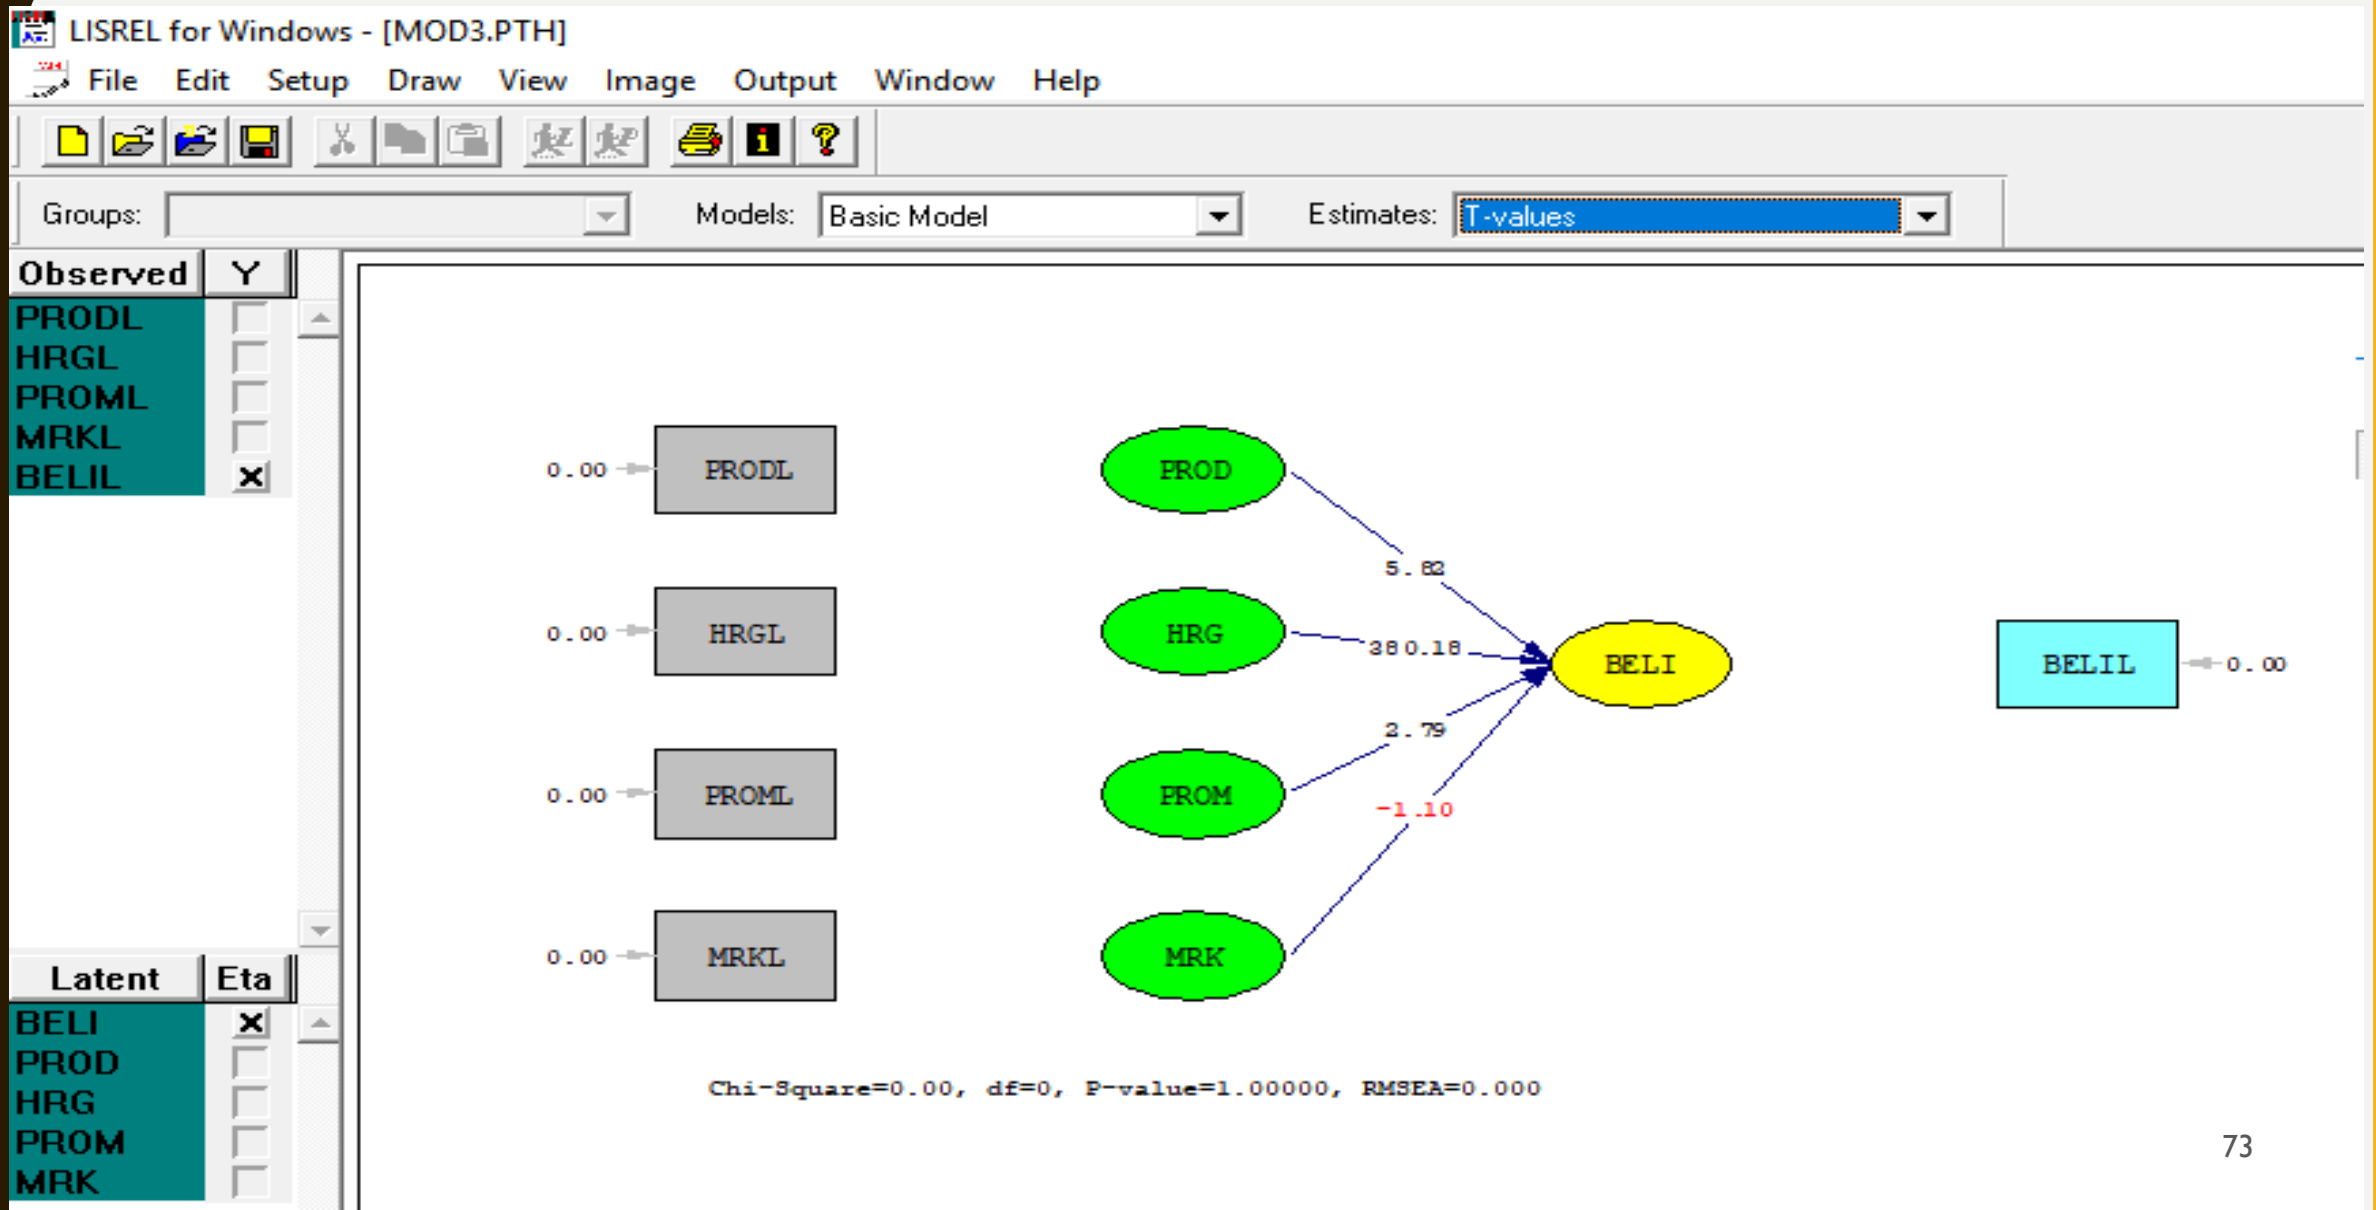 LISREL for Windows - [MOD3.PTH]
File Edit Setup Draw View Image Output Window Help
Groups: Models: Basic Model Estimates: T-values
Observed Y
PRODL
HRGL
PROML
MRKL
BELIL
0.00 PRODL PROD
5.82
0.00 HRGL HRG 380.18 BELI BELIL 0.00
2.79
0.00 PROML PROM
-1.10
0.00 MRKL MRK
Latent Eta
BELI
PROD
HRG
PROM
MRK
Chi-Square=0.00, df=0, P-value=1.00000, RMSEA=0.000
73